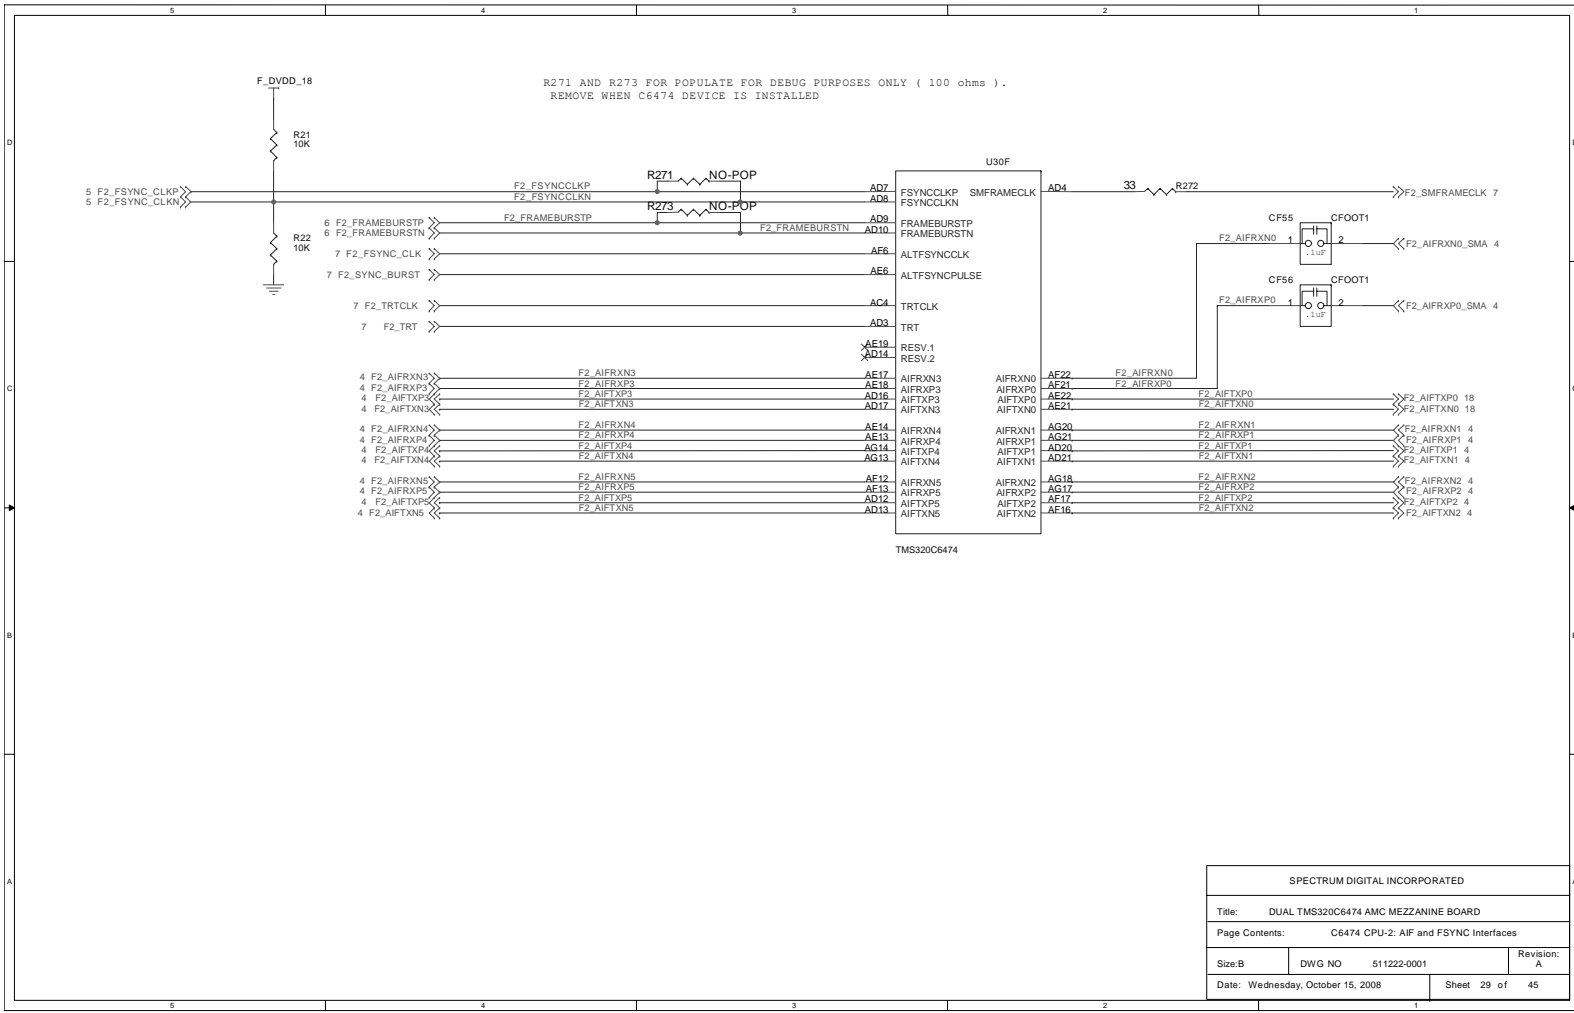 5 4 3 2 1
R271 AND R273 FOR POPULATE FOR DEBUG PURPOSES ONLY ( 100 ohms ).
REMOVE WHEN C6474 DEVICE IS INSTALLED
F_DVDD_18
D
R21
10K
R22
10K
5 F2_FSYNC_CLKP
5 F2_FSYNC_CLKN
F2_FSYNCCLKP
F2_FSYNCCLKN
R271 NO-POP
R273 NO-POP
6 F2_FRAMEBURSTP
6 F2_FRAMEBURSTN
F2_FRAMEBURSTP
F2_FRAMEBURSTN
7 F2_FSYNC_CLK
7 F2_SYNC_BURST
7 F2_TRTCLK
7 F2_TRT
U30F
AD7 FSYNCCLKP
AD8 FSYNCCLKN
AD9 FRAMEBURSTP
AD10 FRAMEBURSTN
AF6 ALTFSYNCCLK
AE6 ALTFSYNCPULSE
AC4 TRTCLK
AD3 TRT
AE19 RESV.1
AD14 RESV.2
SMFRAMECLK AD4 33 R272 F2_SMFRAMECLK 7
CF55 CFOOT1
F2_AIFRXN0 1 2 F2_AIFRXN0_SMA 4
.1uF
CF56 CFOOT1
F2_AIFRXP0 1 2 F2_AIFRXP0_SMA 4
.1uF
C
4 F2_AIFRXN3 F2_AIFRXN3 AE17 AIFRXN3
4 F2_AIFRXP3 F2_AIFRXP3 AE18 AIFRXP3
4 F2_AIFTXP3 F2_AIFTXP3 AD16 AIFTXP3
4 F2_AIFTXN3 F2_AIFTXN3 AD17 AIFTXN3
4 F2_AIFRXN4 F2_AIFRXN4 AE14 AIFRXN4
4 F2_AIFRXP4 F2_AIFRXP4 AE13 AIFRXP4
4 F2_AIFTXP4 F2_AIFTXP4 AG14 AIFTXP4
4 F2_AIFTXN4 F2_AIFTXN4 AG13 AIFTXN4
4 F2_AIFRXN5 F2_AIFRXN5 AF12 AIFRXN5
4 F2_AIFRXP5 F2_AIFRXP5 AF13 AIFRXP5
4 F2_AIFTXP5 F2_AIFTXP5 AD12 AIFTXP5
4 F2_AIFTXN5 F2_AIFTXN5 AD13 AIFTXN5
AIFRXN0 AF22 F2_AIFRXN0
AIFRXP0 AF21 F2_AIFRXP0
AIFTXP0 AE22 F2_AIFTXP0 F2_AIFTXP0 18
AIFTXN0 AE21 F2_AIFTXN0 F2_AIFTXN0 18
AIFRXN1 AG20 F2_AIFRXN1 F2_AIFRXN1 4
AIFRXP1 AG21 F2_AIFRXP1 F2_AIFRXP1 4
AIFTXP1 AD20 F2_AIFTXP1 F2_AIFTXP1 4
AIFTXN1 AD21 F2_AIFTXN1 F2_AIFTXN1 4
AIFRXN2 AG18 F2_AIFRXN2 F2_AIFRXN2 4
AIFRXP2 AG17 F2_AIFRXP2 F2_AIFRXP2 4
AIFTXP2 AF17 F2_AIFTXP2 F2_AIFTXP2 4
AIFTXN2 AF16 F2_AIFTXN2 F2_AIFTXN2 4
TMS320C6474
B
A
SPECTRUM DIGITAL INCORPORATED
Title: DUAL TMS320C6474 AMC MEZZANINE BOARD
Page Contents: C6474 CPU-2: AIF and FSYNC Interfaces
Size:B DWG NO 511222-0001 Revision: A
Date: Wednesday, October 15, 2008 Sheet 29 of 45
5 4 3 2 1